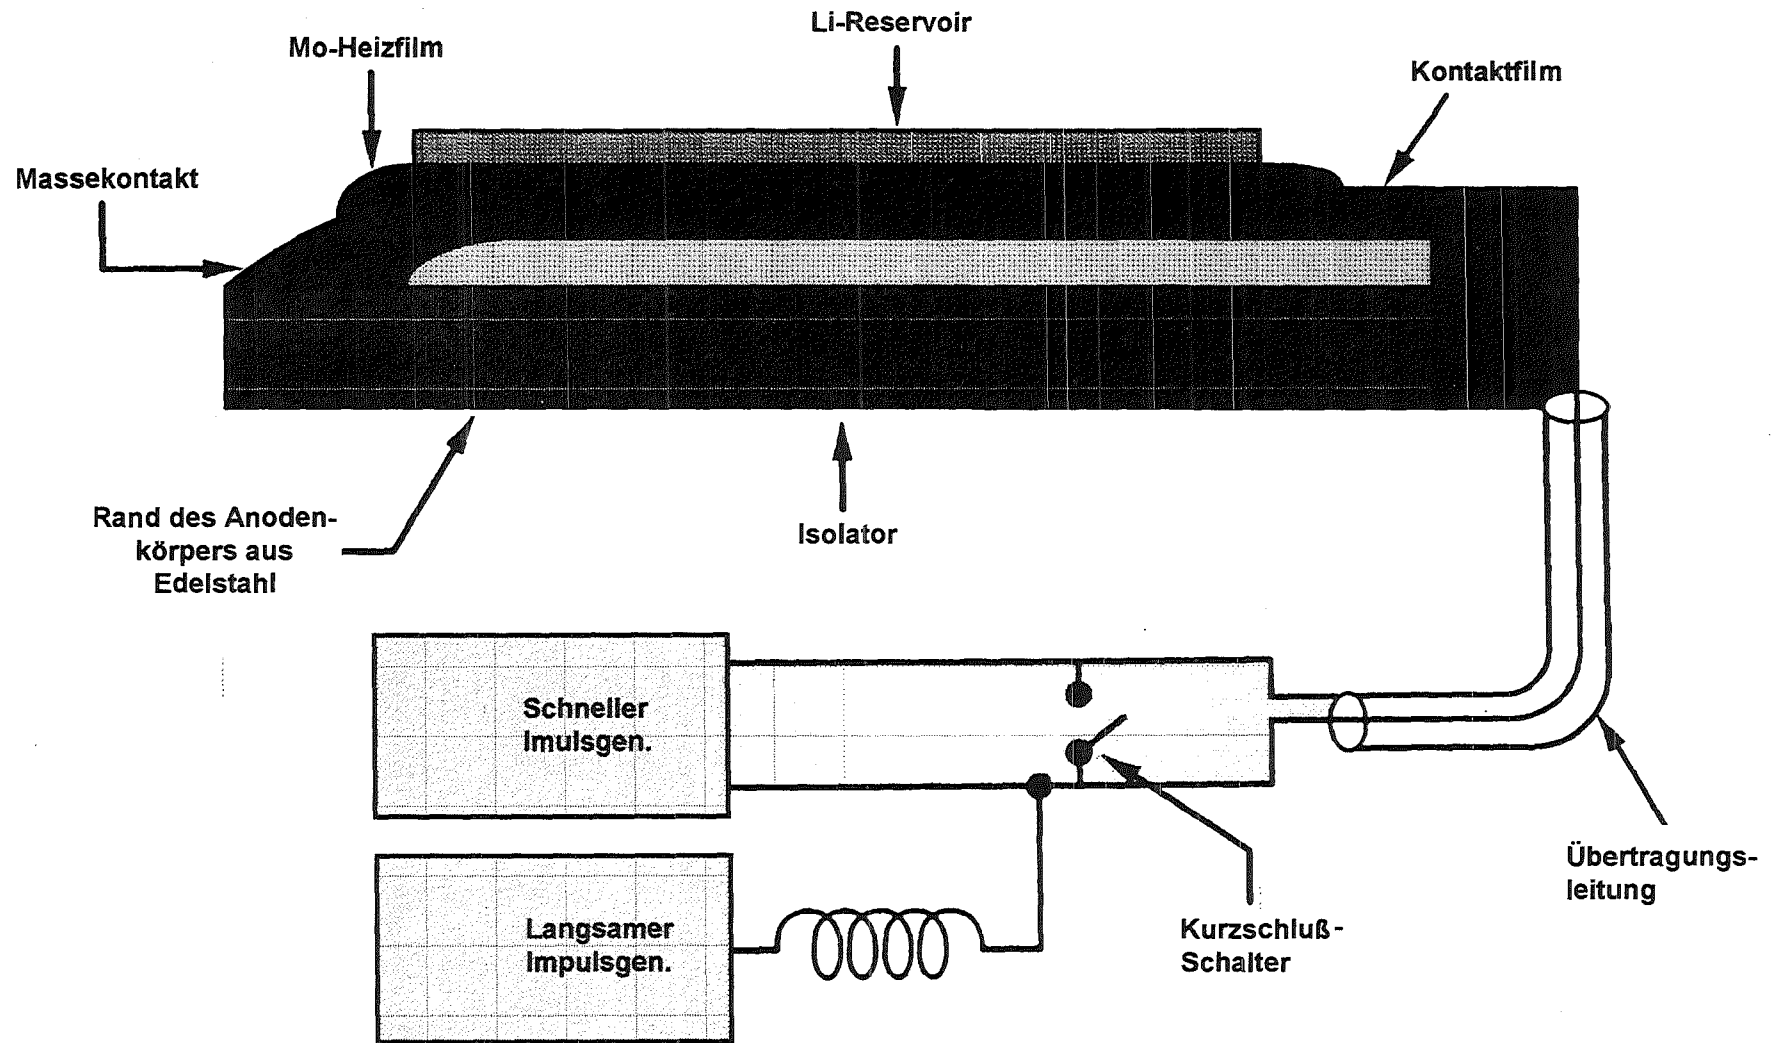 Li-Reservoir
Mo-Heizfilm
Kontaktfilm
Massekontakt
Rand des Anoden-
körpers aus
Edelstahl
Isolator
Schneller
Imulsgen.
Übertragungs-
leitung
Langsamer
Impulsgen.
Kurzschluß-
Schalter